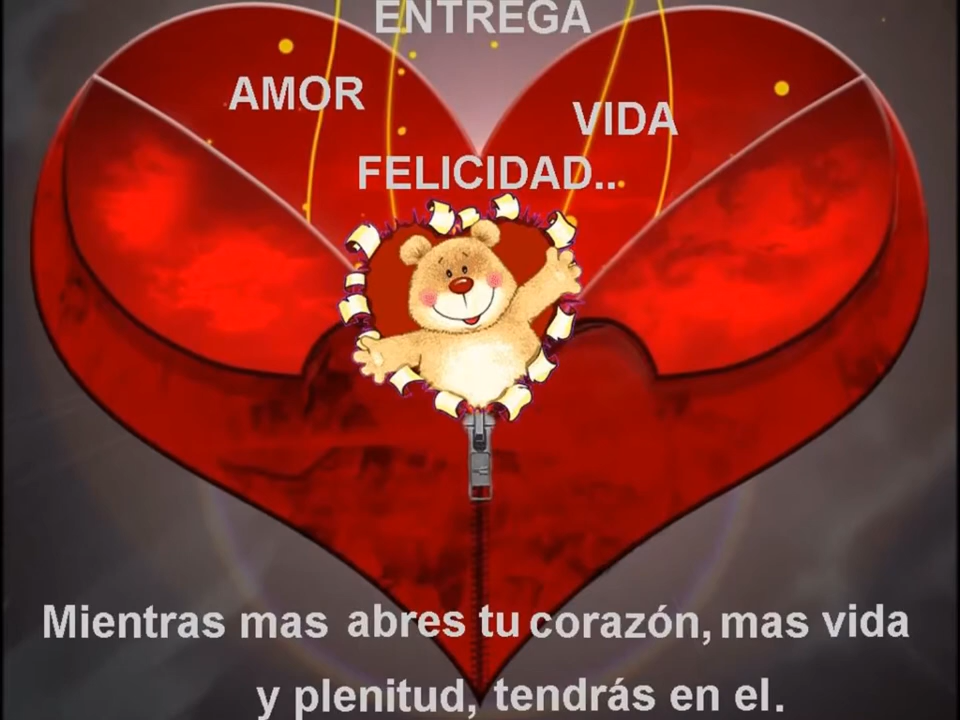 ENTREGA
AMOR
VIDA
FELICIDAD..
Mientras mas abres tu corazón, mas vida
y plenitud, tendrás en el.